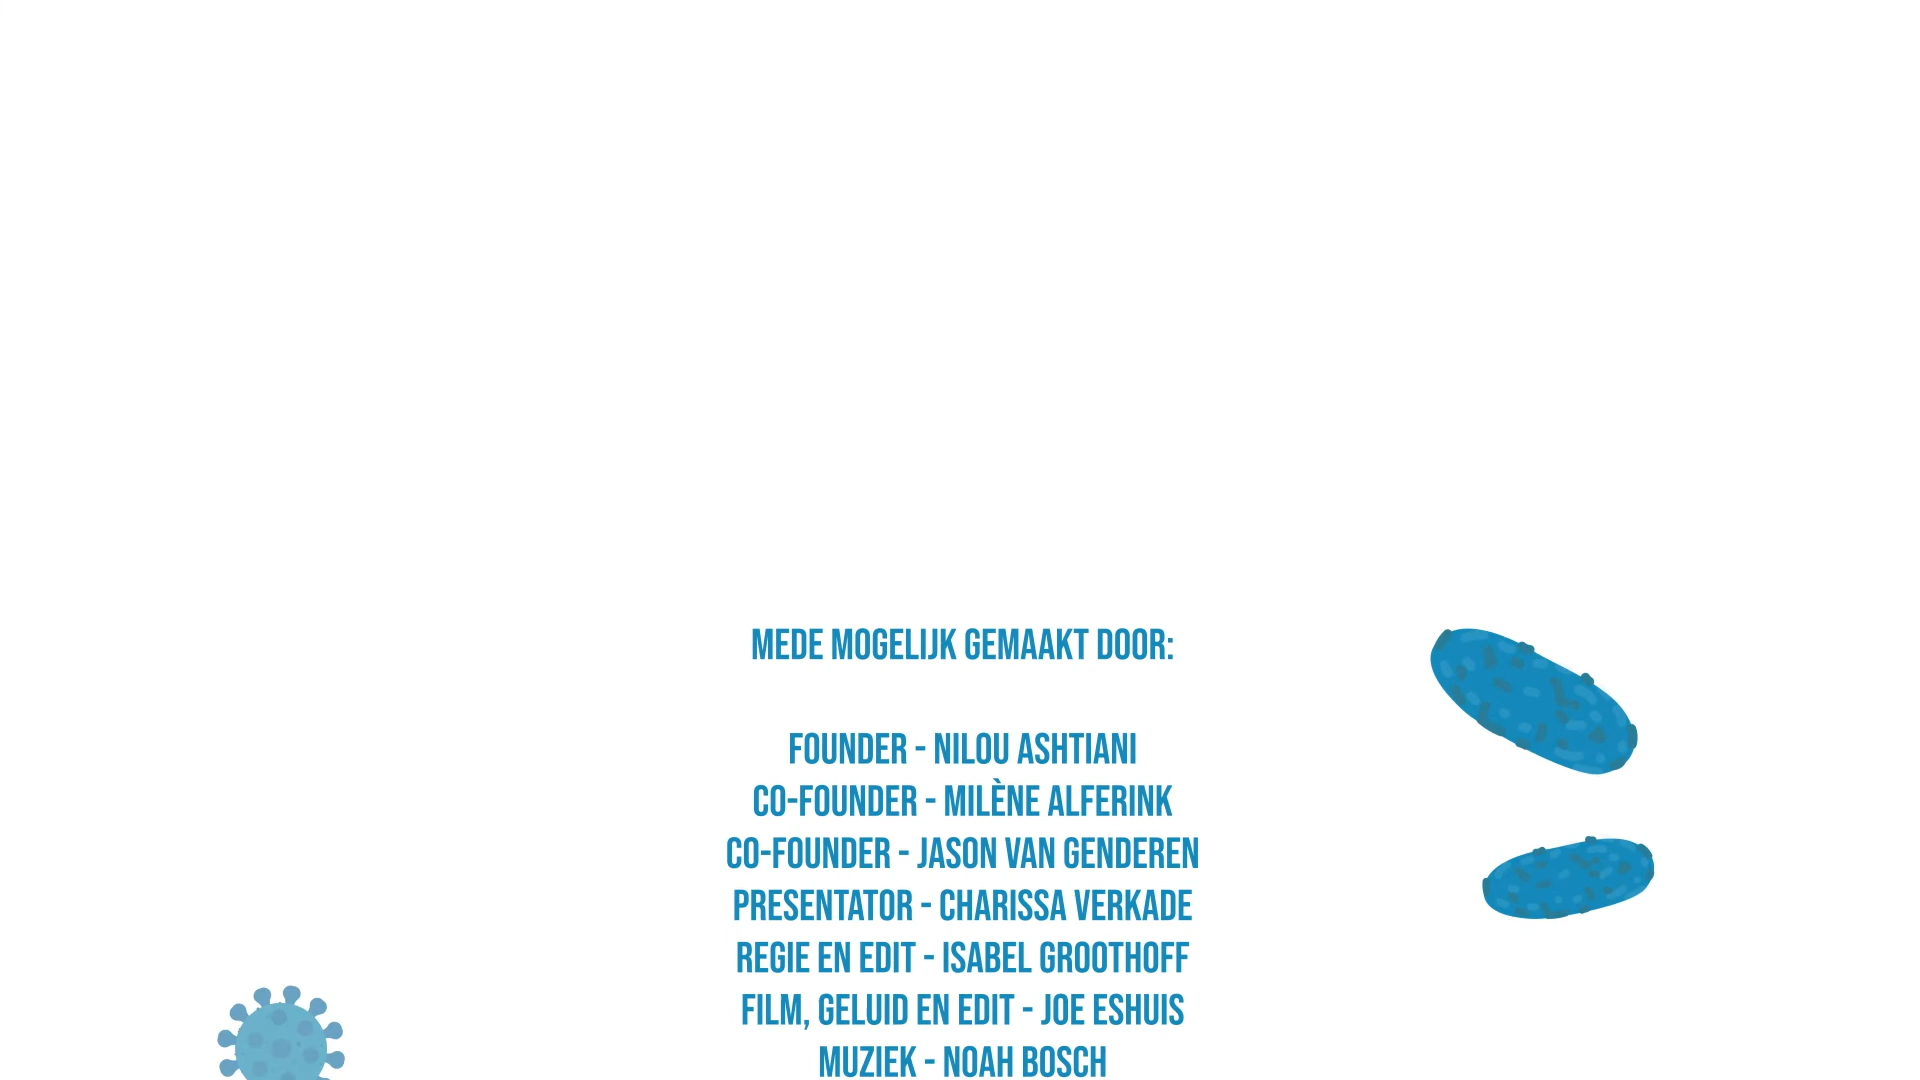 MEDE MOGELIJK GEMAAKT DOOR:
FOUNDER - NILOU ASHTIANI
CO-FOUNDER - MILÈNE ALFERINK
CO-FOUNDER - JASON VAN GENDEREN
PRESENTATOR - CHARISSA VERKADE
REGIE EN EDIT - ISABEL GROOTHOFF
FILM, GELUID EN EDIT - JOE ESHUIS
MUZIEK - NOAH BOSCH